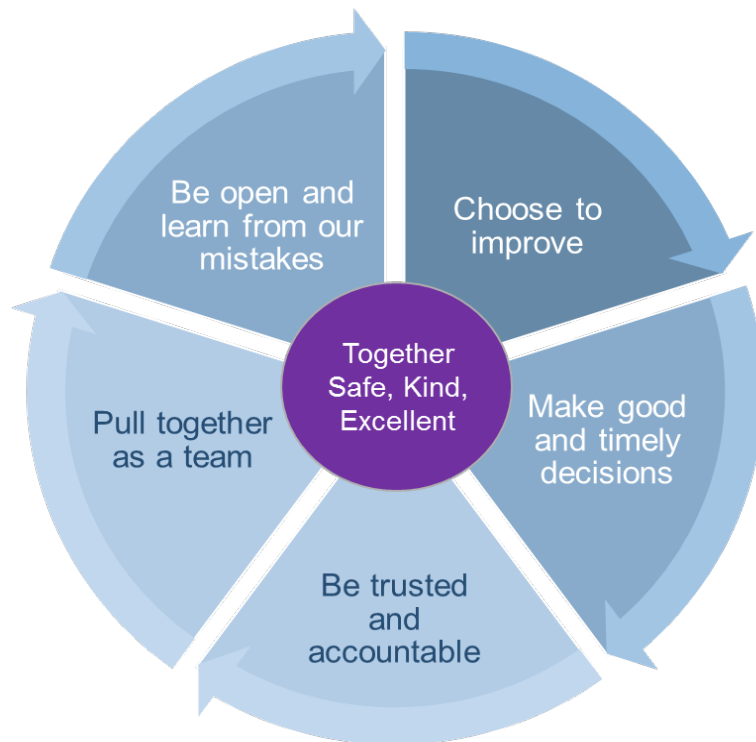 Choose to
improve
Make good
and timely
decisions
Be trusted
and
accountable
Pull together
as a team
Be open and
learn from our
mistakes
Together
Safe, Kind,
Excellent